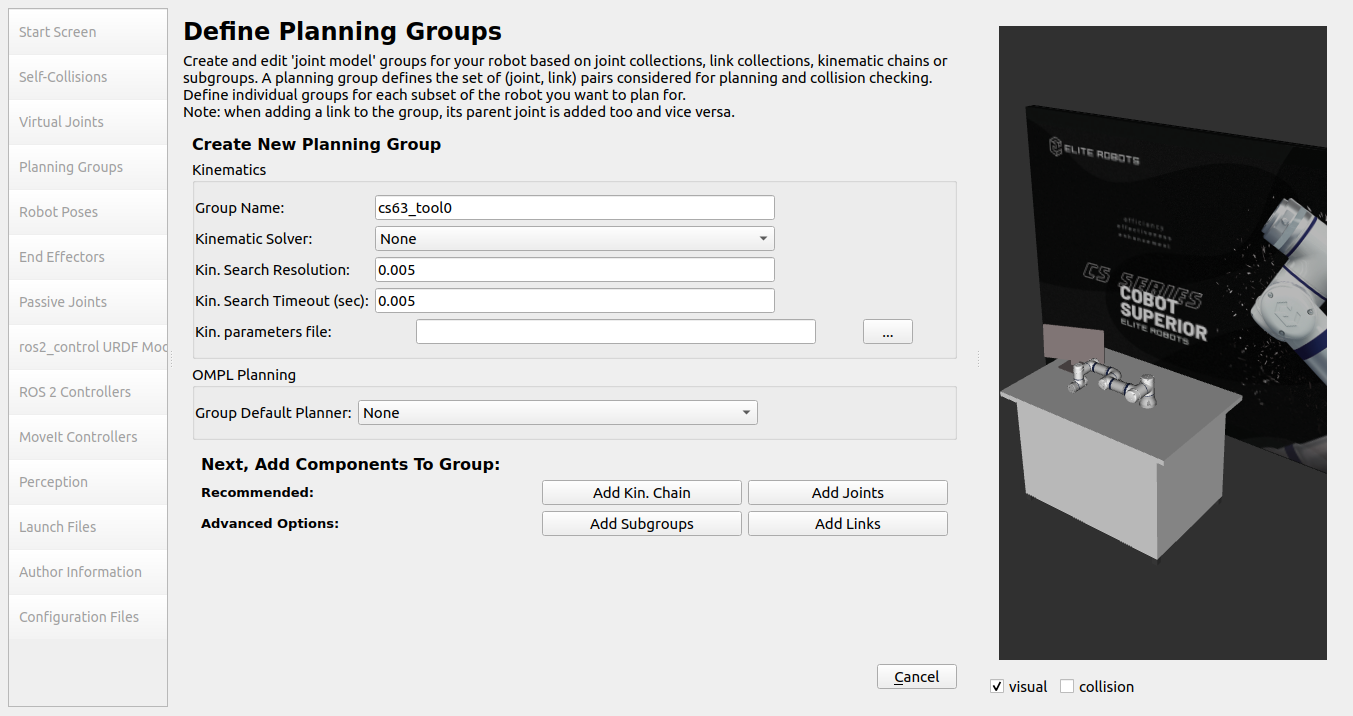 Start Screen
Self-Collisions
Virtual Joints
Planning Groups
Robot Poses
End Effectors
Passive Joints
ros2_control URDF Mod
ROS 2 Controllers
MoveIt Controllers
Perception
Launch Files
Author Information
Configuration Files
Define Planning Groups
Create and edit 'joint model' groups for your robot based on joint collections, link collections, kinematic chains or
subgroups. A planning group defines the set of (joint, link) pairs considered for planning and collision checking.
Define individual groups for each subset of the robot you want to plan for.
Note: when adding a link to the group, its parent joint is added too and vice versa.
Create New Planning Group
Kinematics
Group Name: cs63_tool0
Kinematic Solver: None
Kin. Search Resolution: 0.005
Kin. Search Timeout (sec): 0.005
Kin. parameters file: ...
OMPL Planning
Group Default Planner: None
Next, Add Components To Group:
Recommended: Add Kin. Chain Add Joints
Advanced Options: Add Subgroups Add Links
Cancel
ELITE ROBOTS
efficiency
effectiveness
enhancement
CS SERIES
COBOT
SUPERIOR
ELITE ROBOTS
visual collision